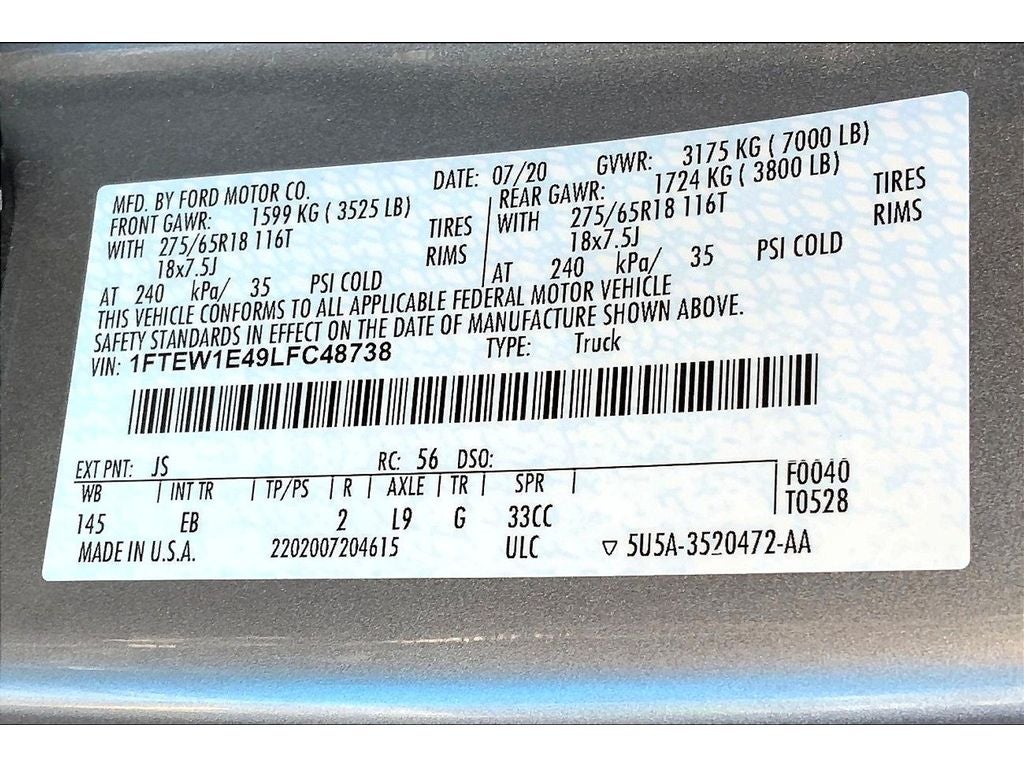 MFD. BY FORD MOTOR CO. DATE: 07/20 GVWR: 3175 KG ( 7000 LB)
FRONT GAWR: 1599 KG ( 3525 LB) REAR GAWR: 1724 KG ( 3800 LB)
WITH 275/65R18 116T TIRES WITH 275/65R18 116T TIRES
18x7.5J RIMS 18x7.5J RIMS
AT 240 kPa/ 35 PSI COLD AT 240 kPa/ 35 PSI COLD
THIS VEHICLE CONFORMS TO ALL APPLICABLE FEDERAL MOTOR VEHICLE
SAFETY STANDARDS IN EFFECT ON THE DATE OF MANUFACTURE SHOWN ABOVE.
VIN: 1FTEW1E49LFC48738 TYPE: Truck
EXT PNT: JS RC: 56 DSO: F0040
WB | INT TR | TP/PS | R | AXLE | TR | SPR | T0528
145 EB 2 L9 G 33CC
MADE IN U.S.A. 2202007204615 ULC ▽ 5U5A-3520472-AA